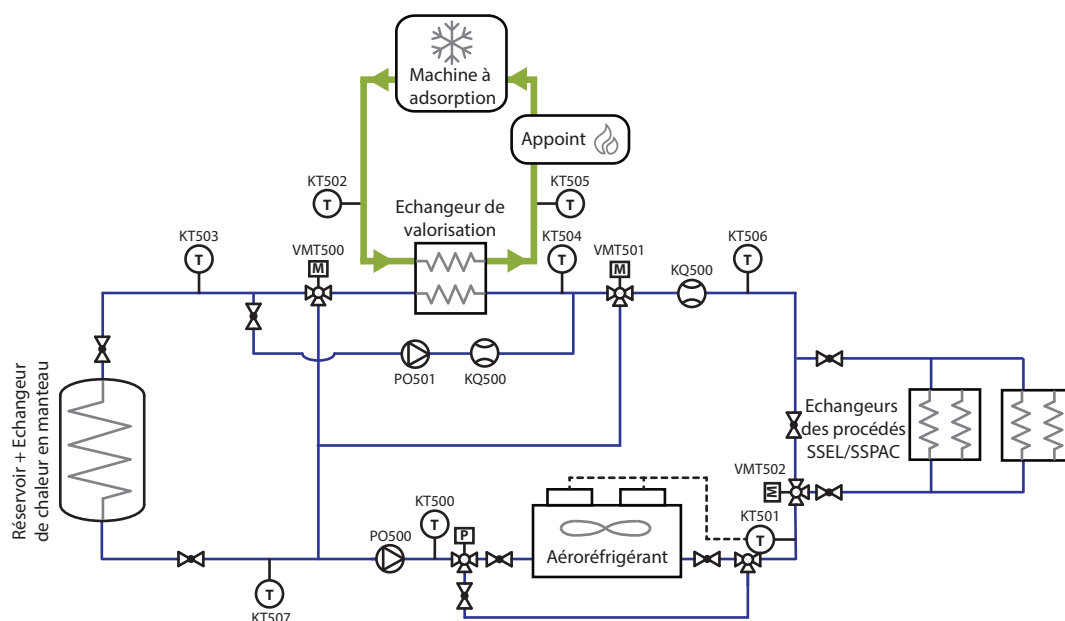 Machine à
adsorption
Appoint
KT502
T
KT505
T
Echangeur de
valorisation
KT503
T
VMT500
M
KT504
T
VMT501
M
KQ500
KT506
T
PO501
KQ500
Réservoir + Echangeur
de chaleur en manteau
Echangeurs
des procédés
SSEL/SSPAC
VMT502
M
KT500
T
PO500
P
Aéroréfrigérant
KT501
T
T
KT507